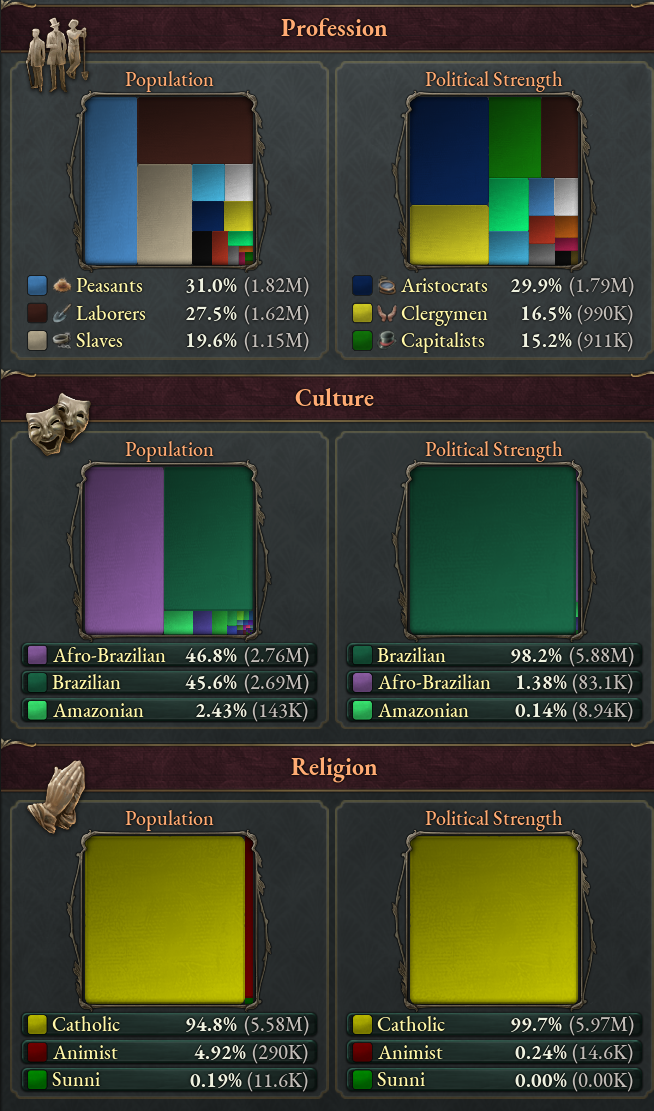 Profession
Population
Peasants 31.0% (1.82M)
Laborers 27.5% (1.62M)
Slaves 19.6% (1.15M)
Political Strength
Aristocrats 29.9% (1.79M)
Clergymen 16.5% (990K)
Capitalists 15.2% (911K)
Culture
Population
Afro-Brazilian 46.8% (2.76M)
Brazilian 45.6% (2.69M)
Amazonian 2.43% (143K)
Political Strength
Brazilian 98.2% (5.88M)
Afro-Brazilian 1.38% (83.1K)
Amazonian 0.14% (8.94K)
Religion
Population
Catholic 94.8% (5.58M)
Animist 4.92% (290K)
Sunni 0.19% (11.6K)
Political Strength
Catholic 99.7% (5.97M)
Animist 0.24% (14.6K)
Sunni 0.00% (0.00K)